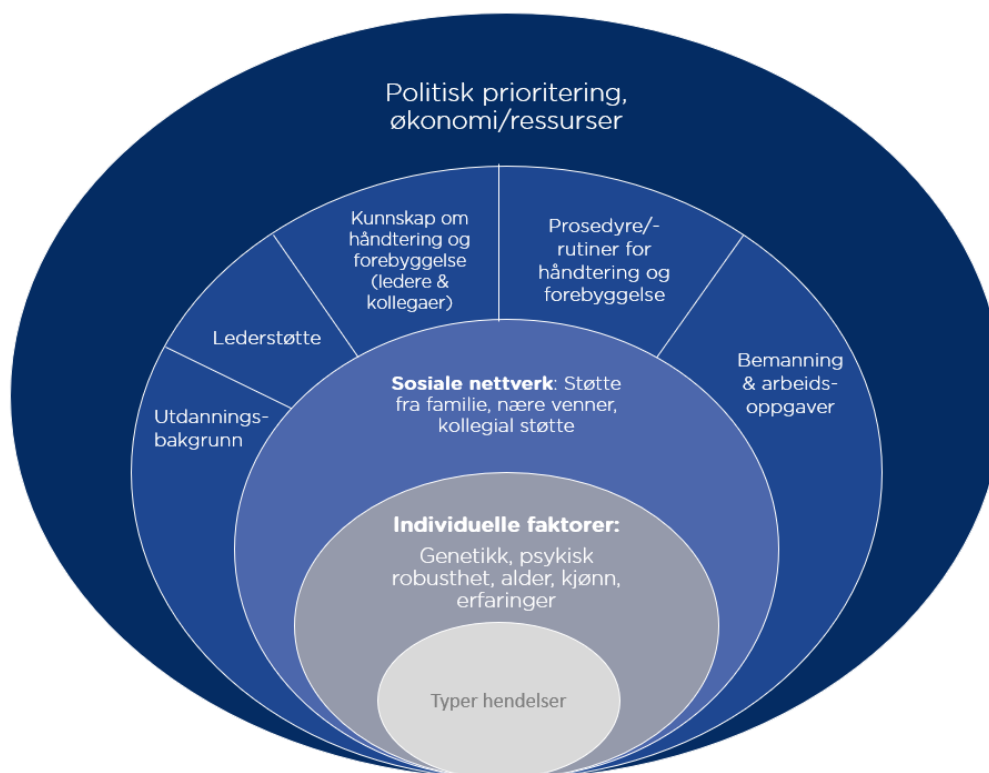 Politisk prioritering,
økonomi/ressurser
Kunnskap om
håndtering og
forebyggelse
(ledere &
kollegaer)
Prosedyre/-
rutiner for
håndtering og
forebyggelse
Lederstøtte
Bemanning
& arbeids-
oppgaver
Utdannings-
bakgrunn
Sosiale nettverk: Støtte
fra familie, nære venner,
kollegial støtte
Individuelle faktorer:
Genetikk, psykisk
robusthet, alder, kjønn,
erfaringer
Typer hendelser